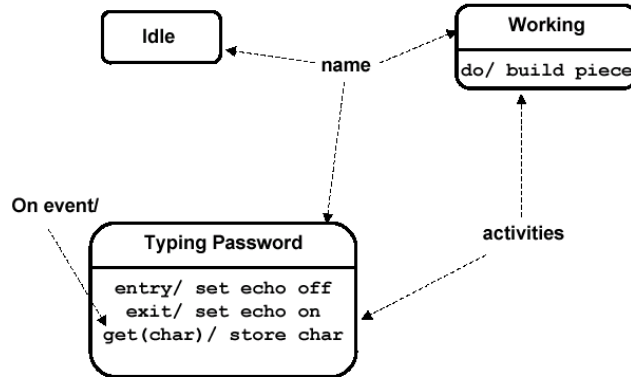 Idle
Working
name
do/ build piece
On event/
Typing Password
activities
entry/ set echo off
exit/ set echo on
get(char)/ store char